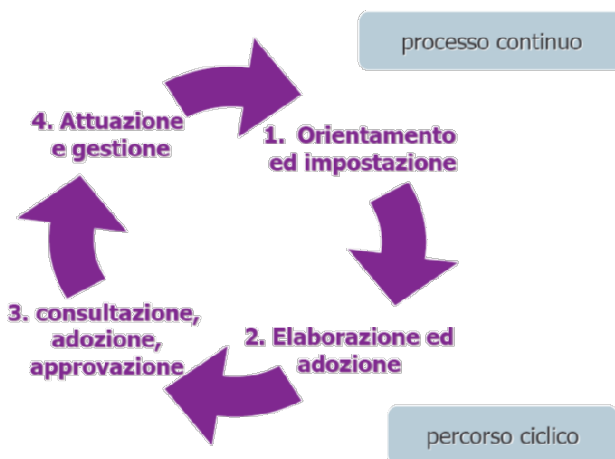 processo continuo
4. Attuazione
e gestione
1. Orientamento
ed impostazione
3. consultazione,
adozione,
approvazione
2. Elaborazione ed
adozione
percorso ciclico